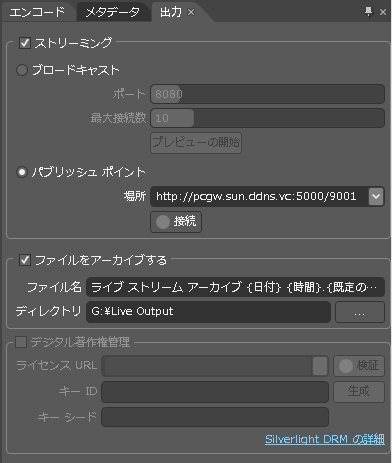 エンコード メタデータ 出力
ストリーミング
ブロードキャスト
ポート 8080
最大接続数 10
プレビューの開始
パブリッシュ ポイント
場所 http://pcgw.sun.ddns.vc:5000/9001
接続
ファイルをアーカイブする
ファイル名 ライブ ストリーム アーカイブ {日付} {時間}.{既定の…
ディレクトリ G:¥Live Output ...
デジタル著作権管理
ライセンス URL 検証
キー ID 生成
キー シード
Silverlight DRM の詳細